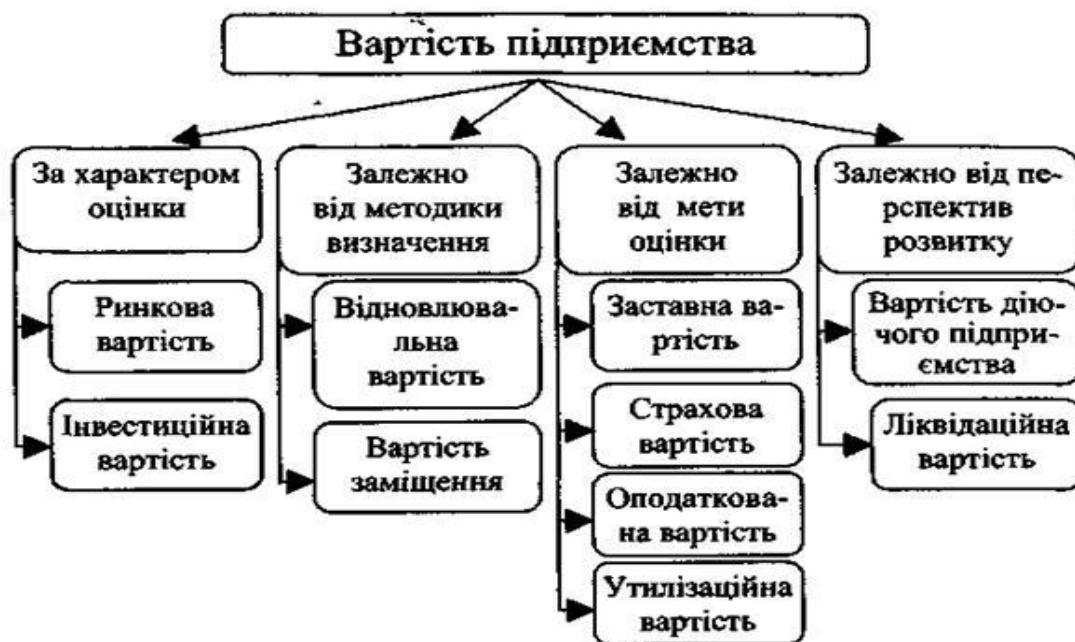 Вартість підприємства
За характером
оцінки
Ринкова
вартість
Інвестиційна
вартість
Залежно
від методики
визначення
Відновлюва-
льна
вартість
Вартість
заміщення
Залежно
від мети
оцінки
Заставна ва-
ртість
Страхова
вартість
Оподаткова-
на вартість
Утилізаційна
вартість
Залежно від пе-
рспектив
розвитку
Вартість дію-
чого підпри-
ємства
Ліквідаційна
вартість